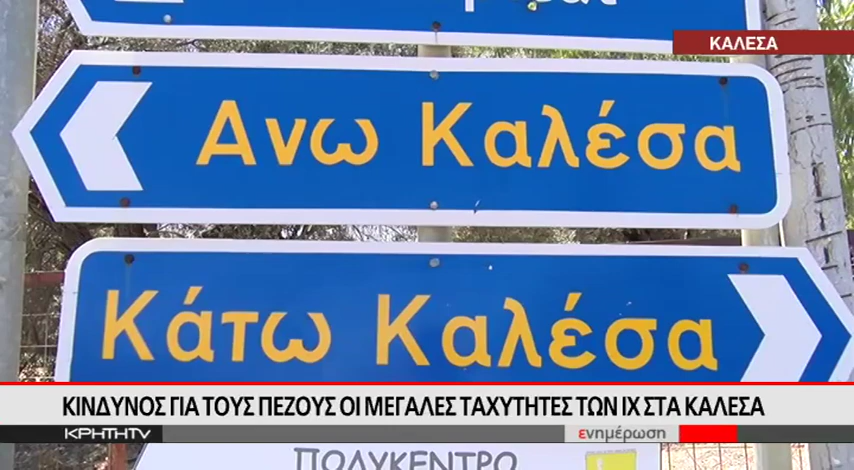 ΚΑΛΕΣΑ
Ανω Καλέσα
Κάτω Καλέσα
ΚΙΝΔΥΝΟΣ ΓΙΑ ΤΟΥΣ ΠΕΖΟΥΣ ΟΙ ΜΕΓΑΛΕΣ ΤΑΧΥΤΗΤΕΣ ΤΩΝ ΙΧ ΣΤΑ ΚΑΛΕΣΑ
ΚΡΗΤΗTV
ενημέρωση
ΠΟΛΥΚΕΝΤΡΟ